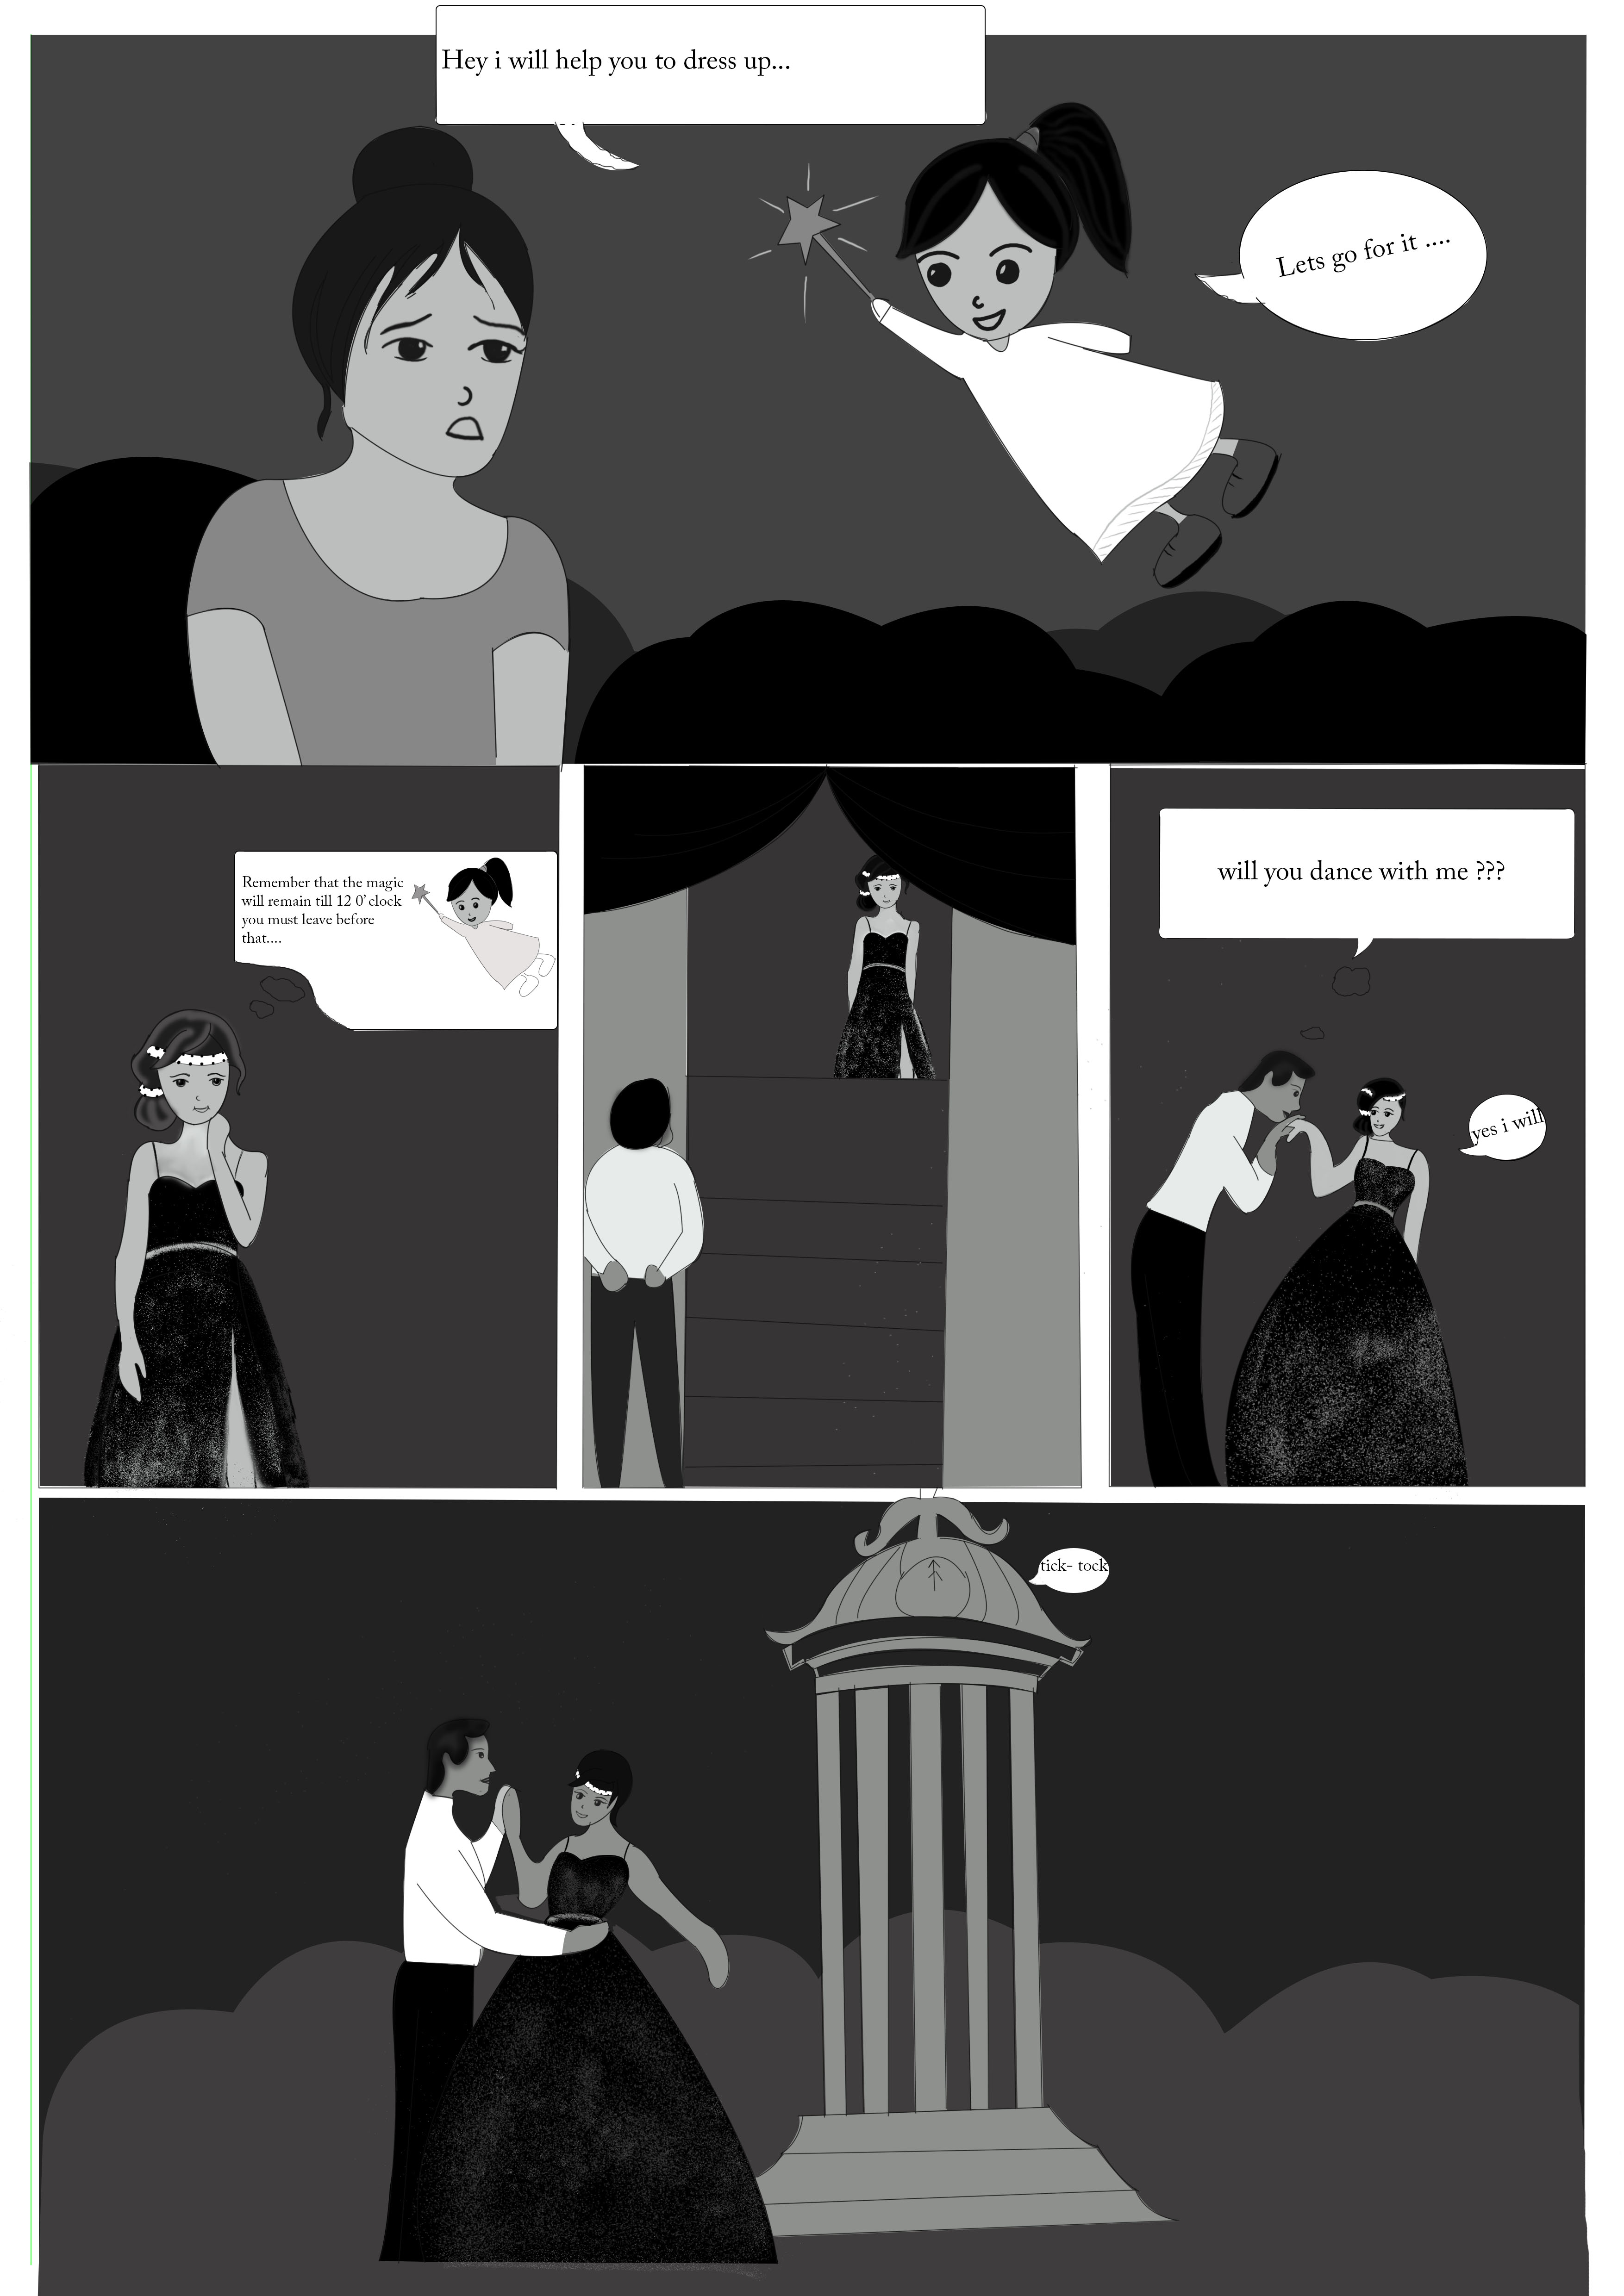 Hey i will help you to dress up...
Lets go for it ....
Remember that the magic
will remain till 12 0' clock
you must leave before
that....
will you dance with me ???
yes i will
tick- tock